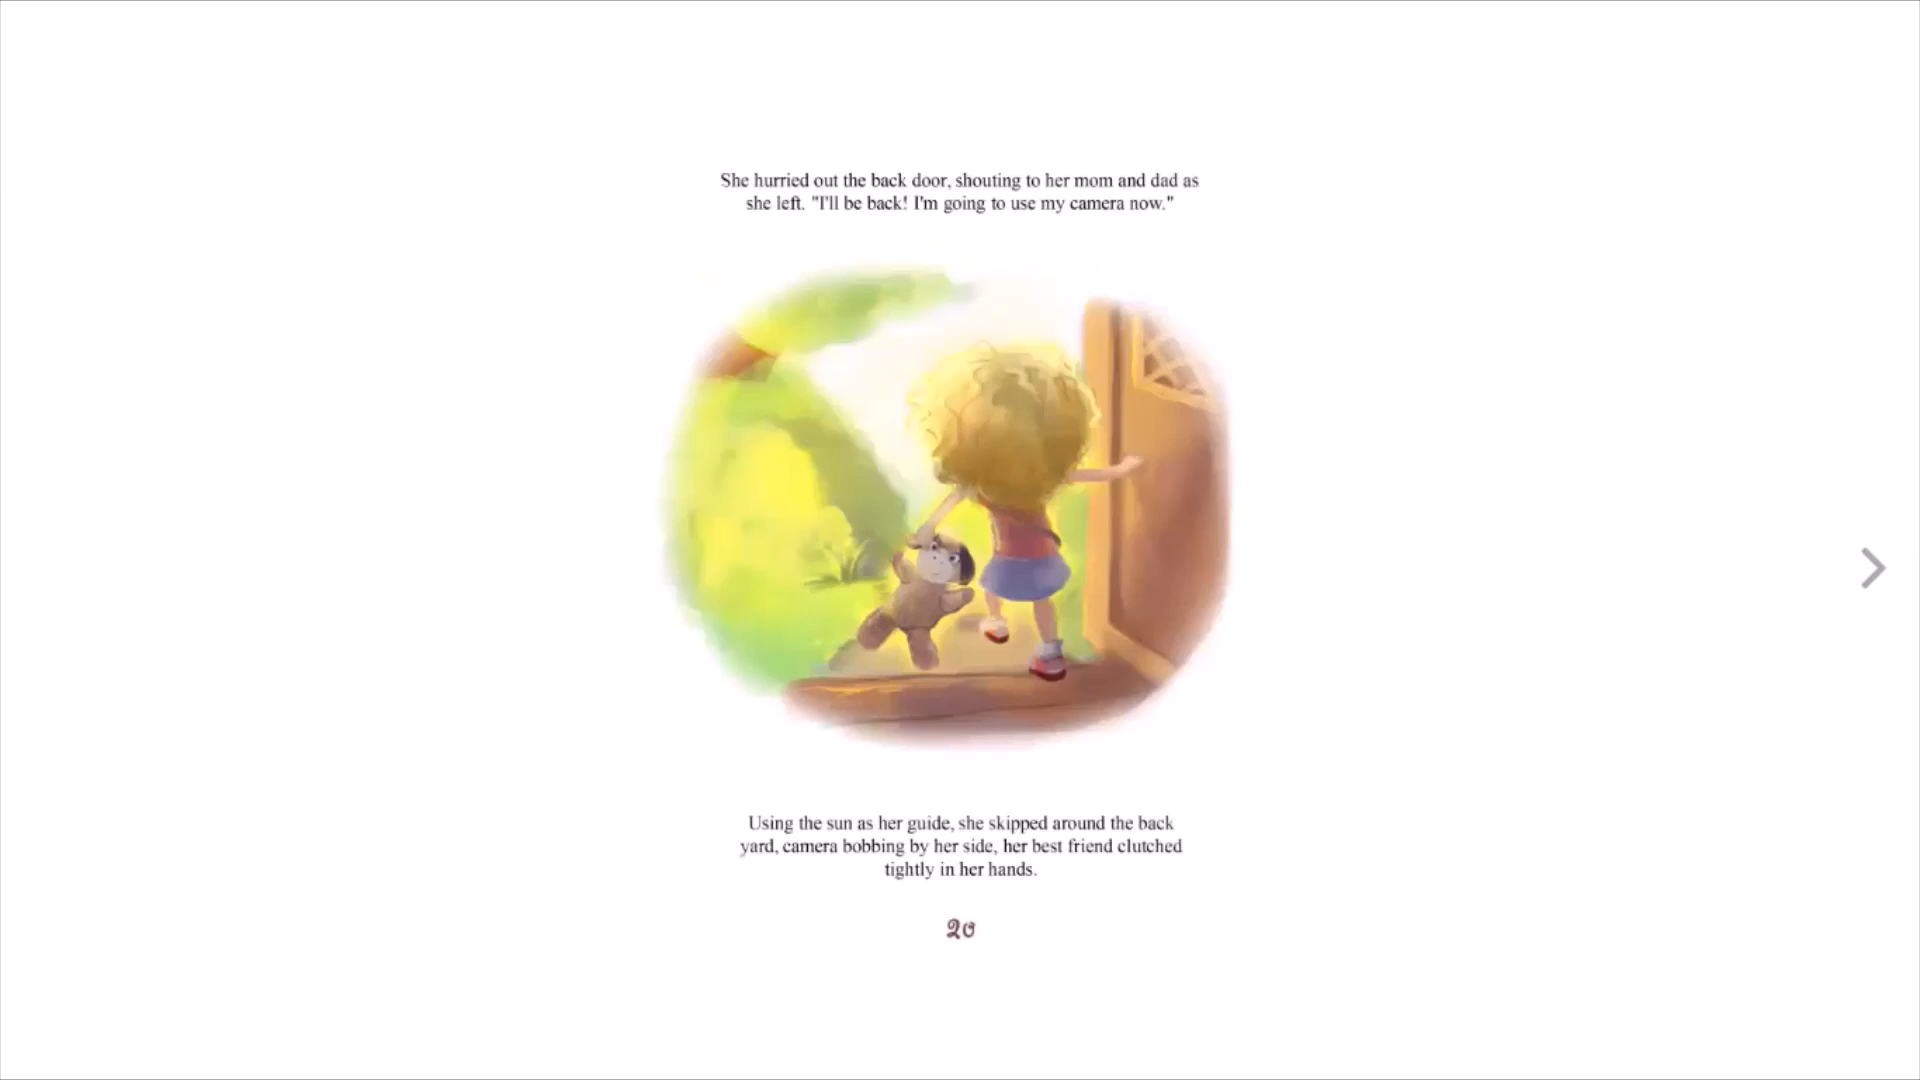 She hurried out the back door, shouting to her mom and dad as
she left. "I'll be back! I'm going to use my camera now."
Using the sun as her guide, she skipped around the back
yard, camera bobbing by her side, her best friend clutched
tightly in her hands.
20